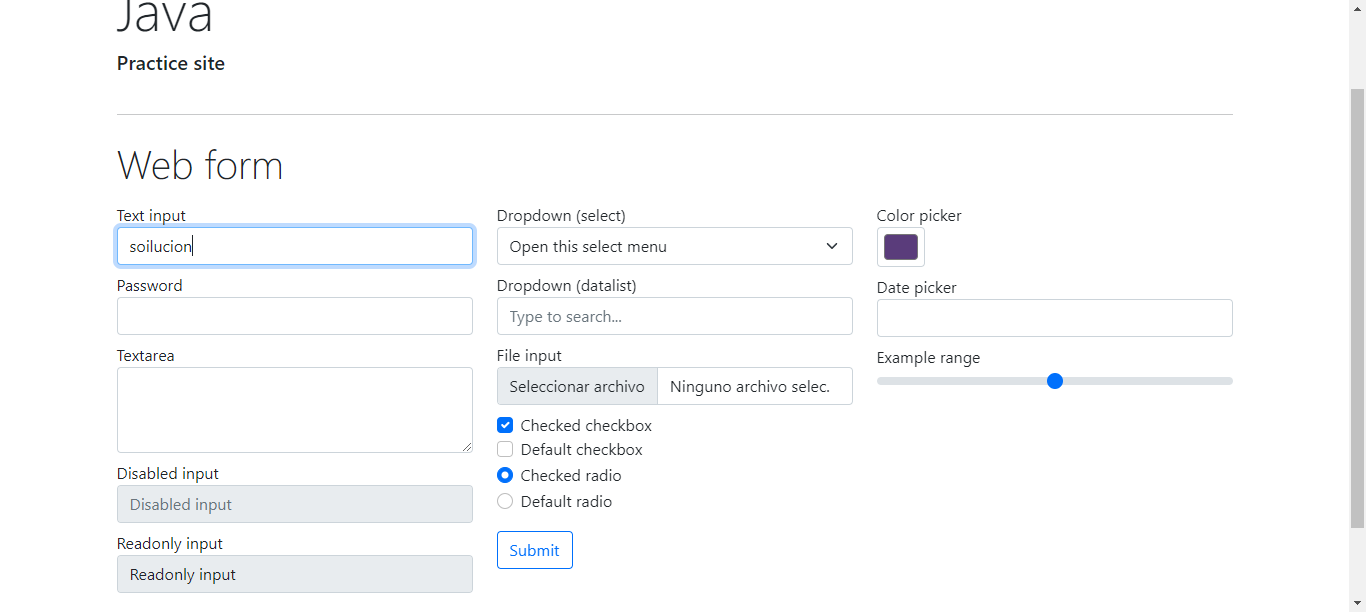 Java
Practice site
Web form
Text input
soilucion
Password
Textarea
Disabled input
Disabled input
Readonly input
Readonly input
Dropdown (select)
Open this select menu
Dropdown (datalist)
Type to search...
File input
Seleccionar archivo Ninguno archivo selec.
Checked checkbox
Default checkbox
Checked radio
Default radio
Submit
Color picker
Date picker
Example range